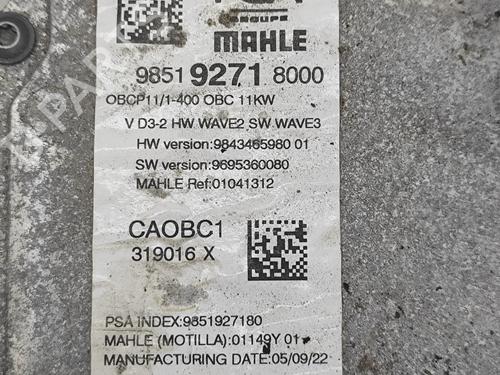 GROUPE
MAHLE
9851 9271 8000
OBCP11/1-400 OBC 11KW
V D3-2 HW WAVE2 SW WAVE3
HW version:9843465980 01
SW version:9695360080
MAHLE Ref:01041312
CAOBC1
319016 X
PSA INDEX:9851927180
MAHLE (MOTILLA):01149Y 01
MANUFACTURING DATE:05/09/22